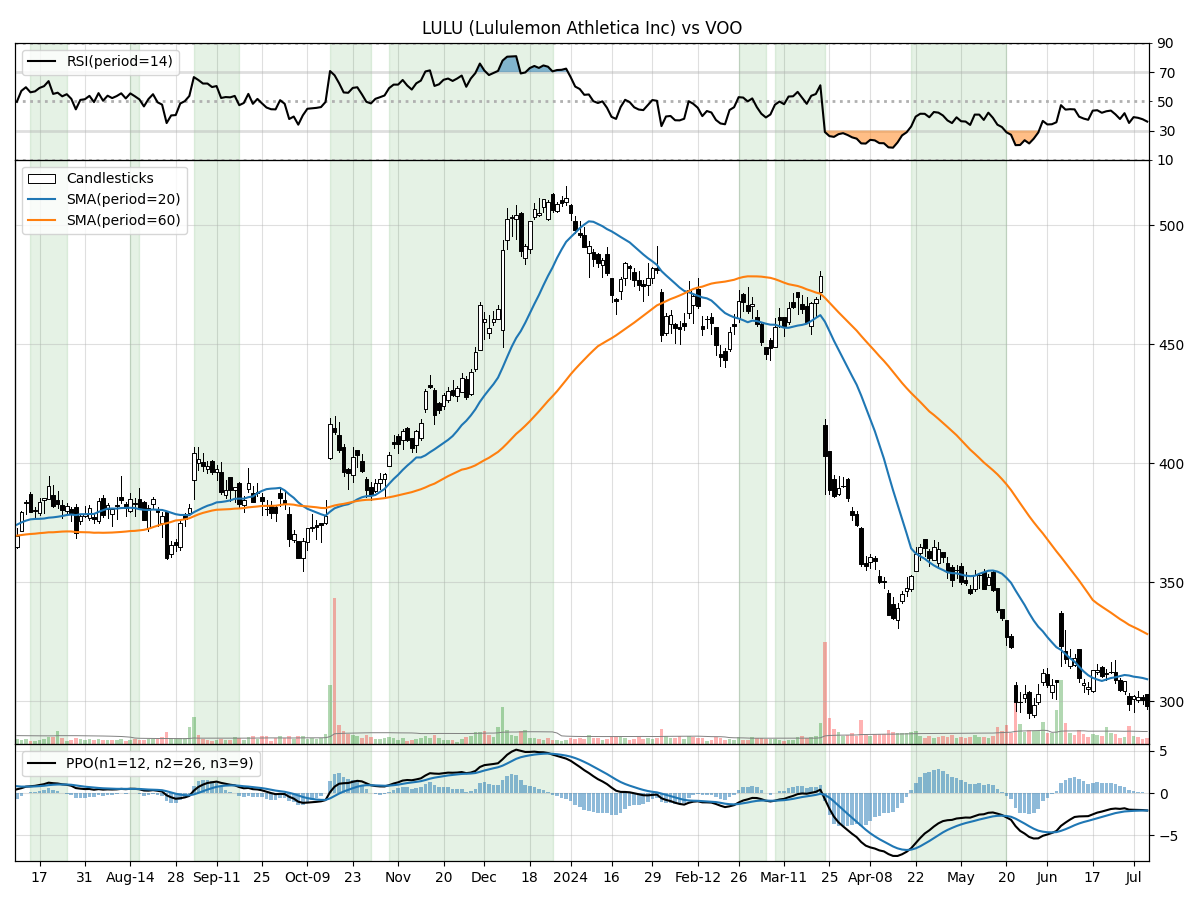 LULU (Lululemon Athletica Inc) vs VOO
RSI(period=14)
90
70
50
30
10
Candlesticks
SMA(period=20)
SMA(period=60)
500
450
400
350
300
PPO(n1=12, n2=26, n3=9)
5
0
−5
17 31 Aug-14 28 Sep-11 25 Oct-09 23 Nov 20 Dec 18 2024 16 29 Feb-12 26 Mar-11 25 Apr-08 22 May 20 Jun 17 Jul